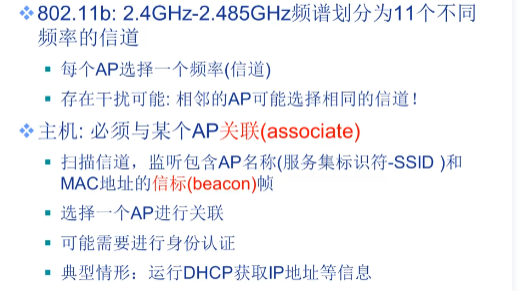 802.11b: 2.4GHz-2.485GHz频谱划分为11个不同
频率的信道
每个AP选择一个频率(信道)
存在干扰可能: 相邻的AP可能选择相同的信道！
主机: 必须与某个AP关联(associate)
扫描信道，监听包含AP名称(服务集标识符-SSID )和
MAC地址的信标(beacon)帧
选择一个AP进行关联
可能需要进行身份认证
典型情形：运行DHCP获取IP地址等信息